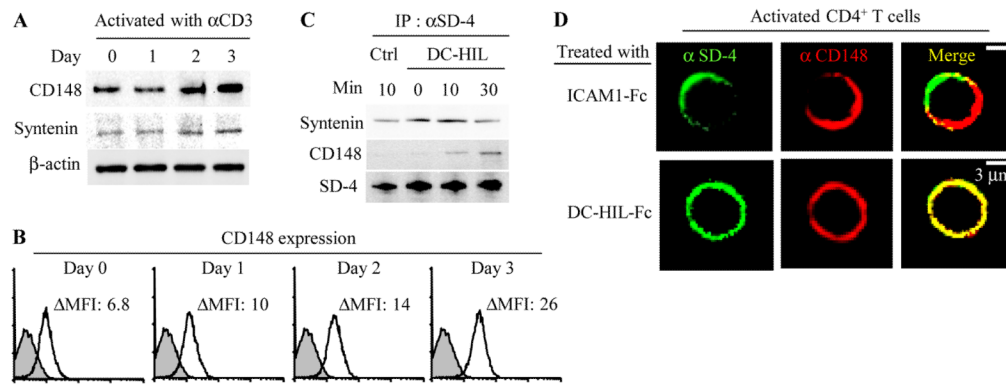 A
Activated with αCD3
Day 0 1 2 3
CD148
Syntenin
β-actin
B
CD148 expression
Day 0 Day 1 Day 2 Day 3
ΔMFI: 6.8 ΔMFI: 10 ΔMFI: 14 ΔMFI: 26
C
IP : αSD-4
Ctrl DC-HIL
Min 10 0 10 30
Syntenin
CD148
SD-4
D
Activated CD4⁺ T cells
Treated with α SD-4 α CD148 Merge
ICAM1-Fc
DC-HIL-Fc
3 μm